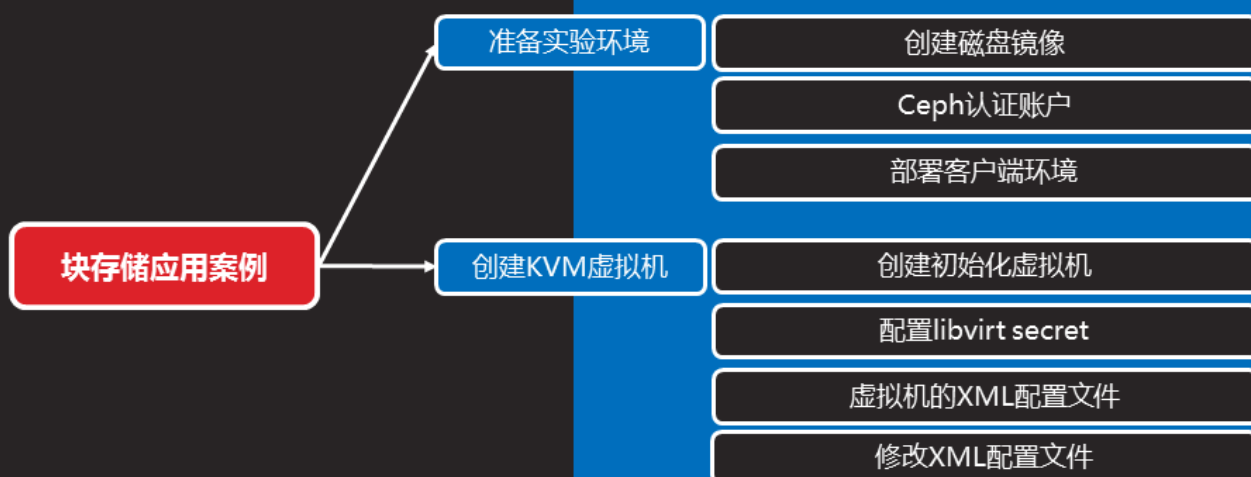 准备实验环境
创建磁盘镜像
Ceph认证账户
部署客户端环境
块存储应用案例
创建KVM虚拟机
创建初始化虚拟机
配置libvirt secret
虚拟机的XML配置文件
修改XML配置文件